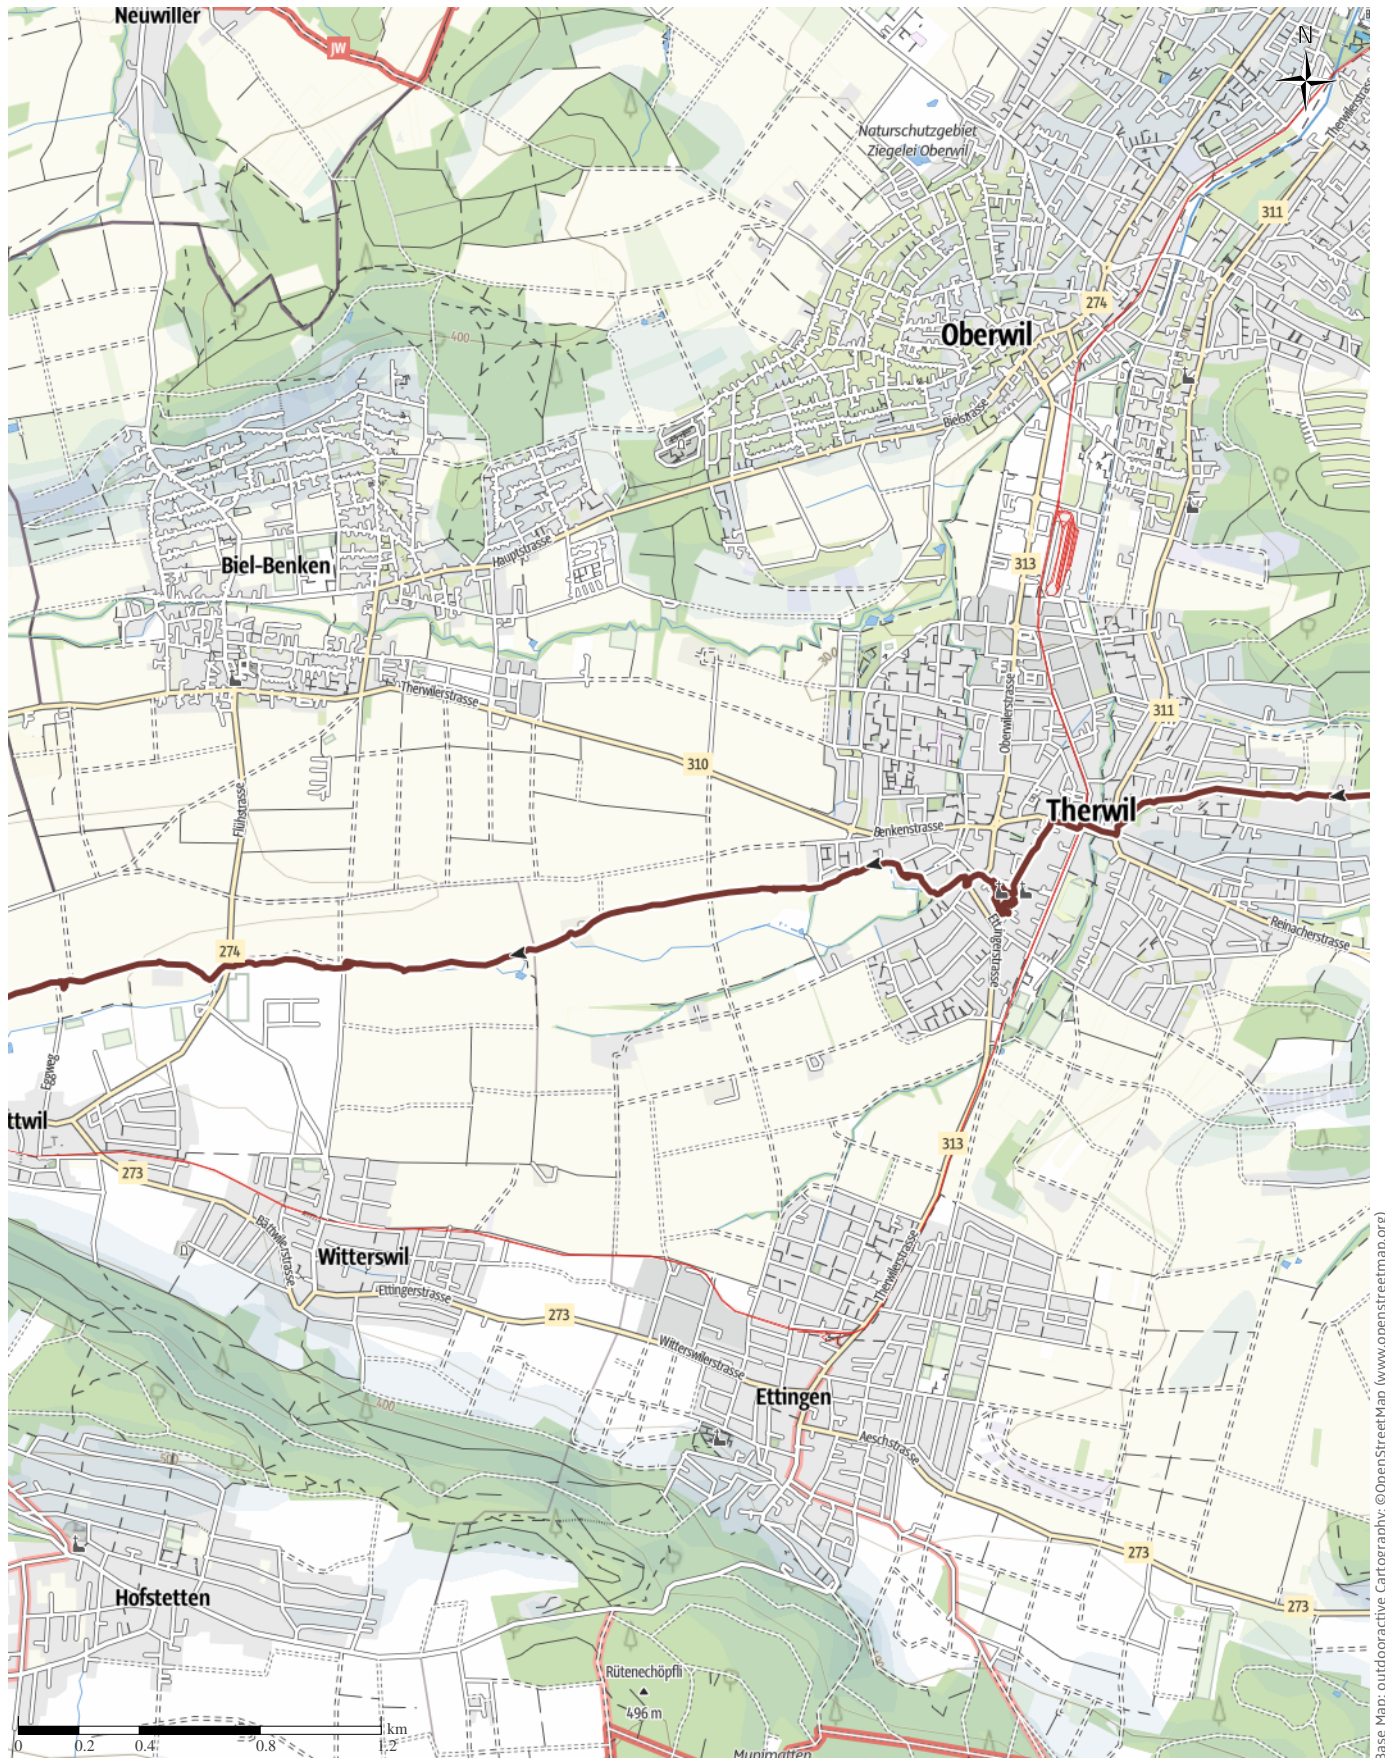 Neuwiller
JW
N
Therwilerstrasse
Naturschutzgebiet
Ziegelei Oberwil
311
274
Oberwil
400
Bielstrasse
Hauptstrasse
Biel-Benken
313
300
Therwilerstrasse
Oberwilerstrasse
311
310
Flühstrasse
Therwil
Benkenstrasse
Ettingerstrasse
Reinacherstrasse
274
Eggweg
ttwil
313
273
Bättwilerstrasse
Witterswil
Ettingerstrasse
Therwilerstrasse
273
Witterswilerstrasse
Ettingen
400
Aeschstrasse
500
273
Hofstetten
273
Rütenechöpfli
496 m
km
0 0.2 0.4 0.8 1.2
Munimatten
ase Map: outdooractive Cartography: ©OpenStreetMap (www.openstreetmap.org)